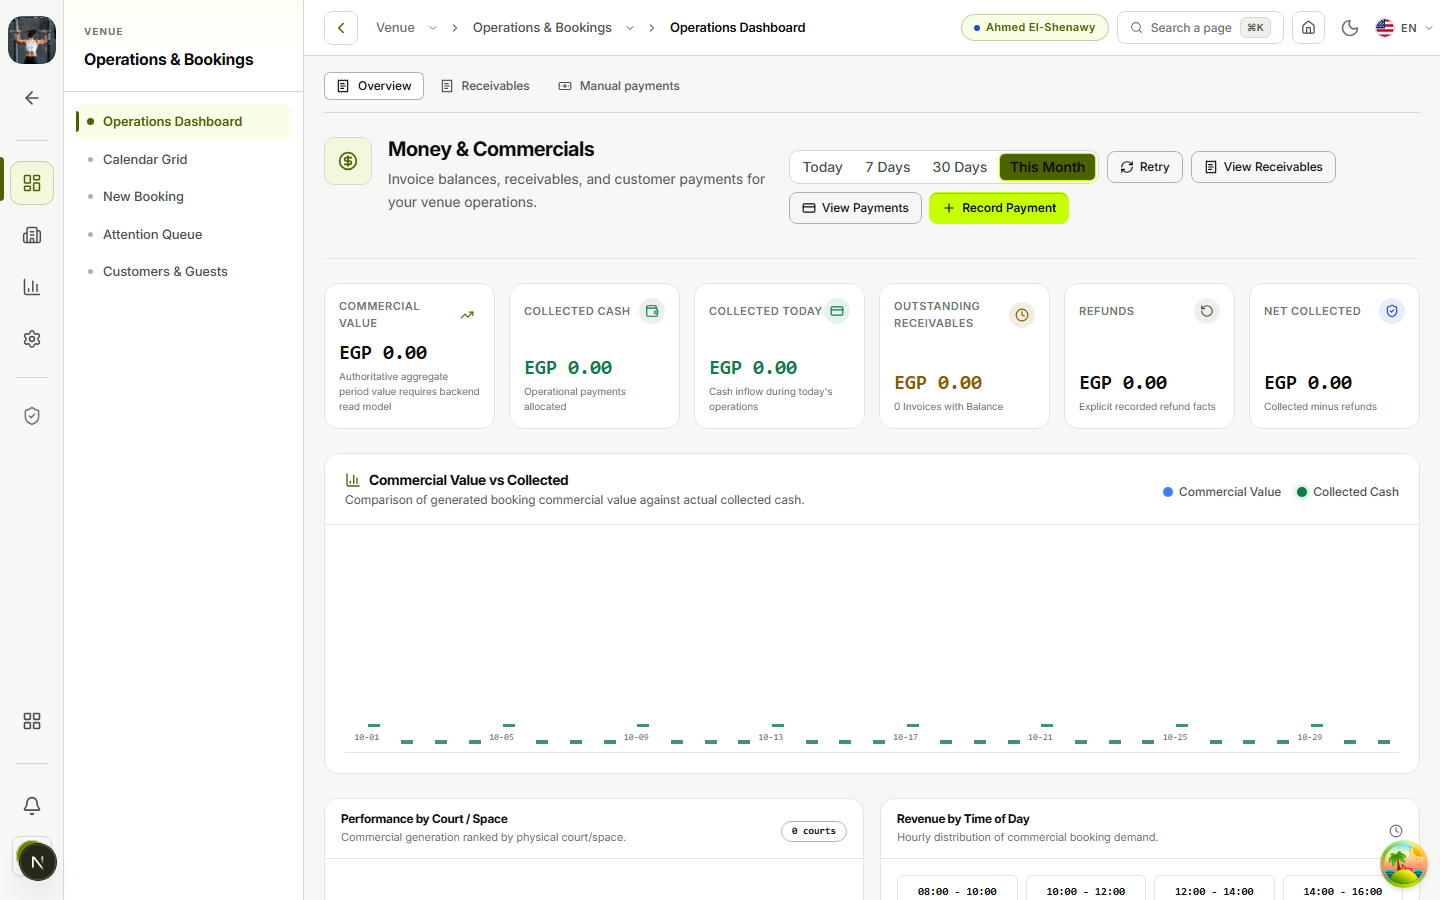 VENUE
Operations & Bookings
Operations Dashboard
Calendar Grid
New Booking
Attention Queue
Customers & Guests
N
Venue
Operations & Bookings
Operations Dashboard
Ahmed El-Shenawy
Search a page
⌘K
EN
Overview
Receivables
Manual payments
Money & Commercials
Invoice balances, receivables, and customer payments for
your venue operations.
Today
7 Days
30 Days
This Month
Retry
View Receivables
View Payments
Record Payment
COMMERCIAL
VALUE
EGP 0.00
Authoritative aggregate
period value requires backend
read model
COLLECTED CASH
EGP 0.00
Operational payments
allocated
COLLECTED TODAY
EGP 0.00
Cash inflow during today's
operations
OUTSTANDING
RECEIVABLES
EGP 0.00
0 Invoices with Balance
REFUNDS
EGP 0.00
Explicit recorded refund facts
NET COLLECTED
EGP 0.00
Collected minus refunds
Commercial Value vs Collected
Comparison of generated booking commercial value against actual collected cash.
Commercial Value
Collected Cash
10-01
10-05
10-09
10-13
10-17
10-21
10-25
10-29
Performance by Court / Space
Commercial generation ranked by physical court/space.
0 courts
Revenue by Time of Day
Hourly distribution of commercial booking demand.
08:00 - 10:00
10:00 - 12:00
12:00 - 14:00
14:00 - 16:00